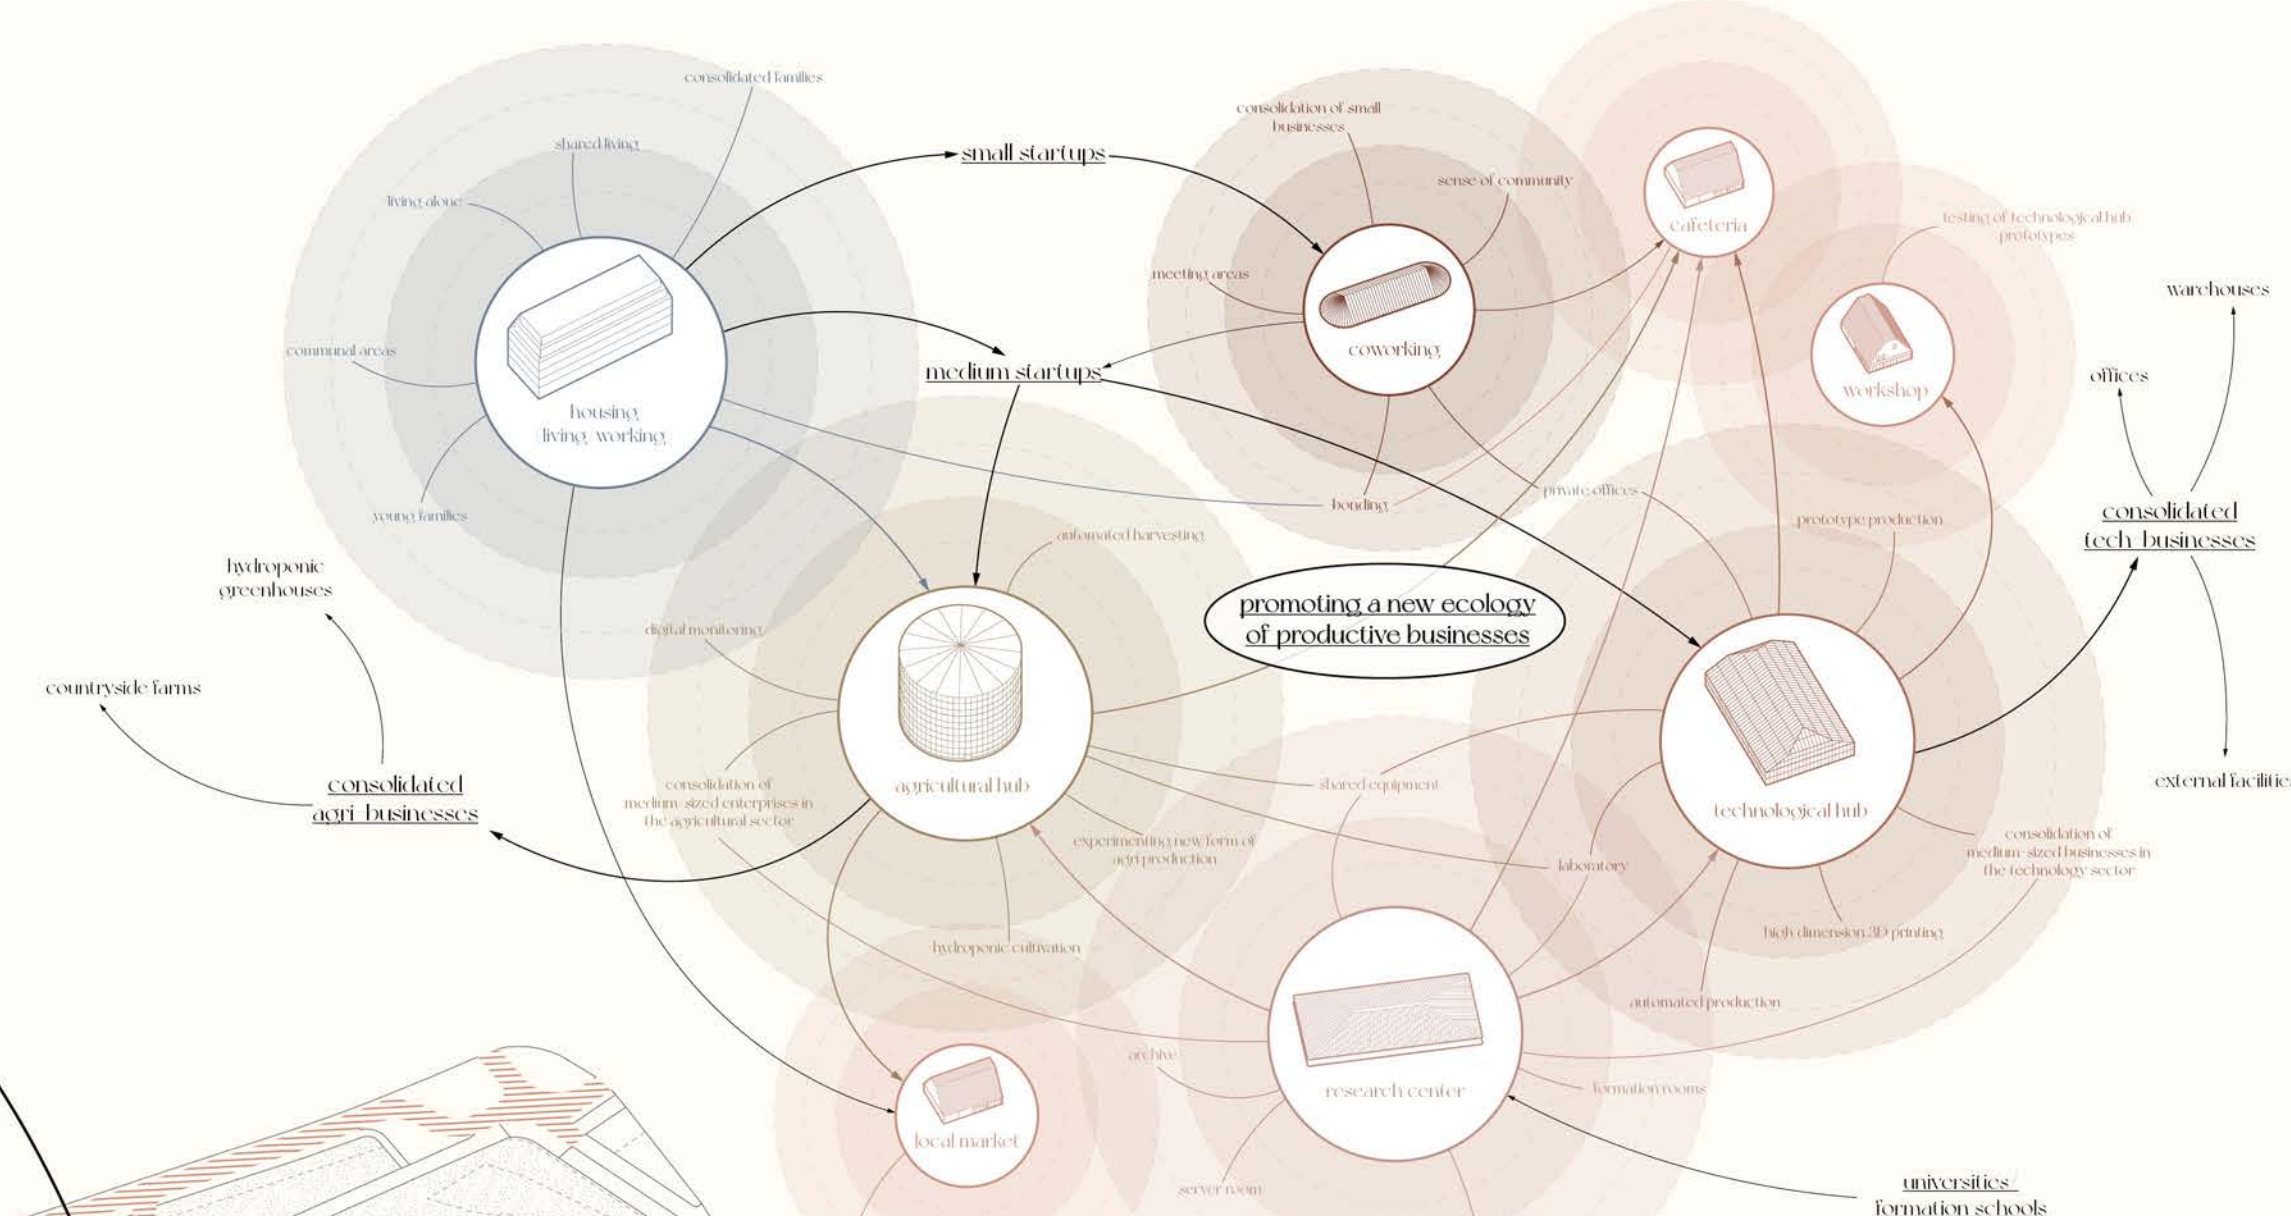 consolidated families
shared living
living alone
communal areas
young families
housing
living/working
small startups
medium startups
consolidation of small
businesses
sense of community
meeting areas
coworking
bonding
private offices
cafeteria
testing of technological hub
prototypes
workshop
warehouses
offices
consolidated
tech-businesses
external facilities
prototype production
promoting a new ecology
of productive businesses
automated harvesting
digital monitoring
agricultural hub
consolidation of
medium-sized enterprises in
the agricultural sector
experimenting new form of
agri production
hydroponic cultivation
hydroponic
greenhouses
countryside farms
consolidated
agri-businesses
shared equipment
laboratory
technological hub
consolidation of
medium-sized businesses in
the technology sector
high dimension 3D printing
automated production
archive
research center
formation rooms
server room
local market
universities/
formation schools